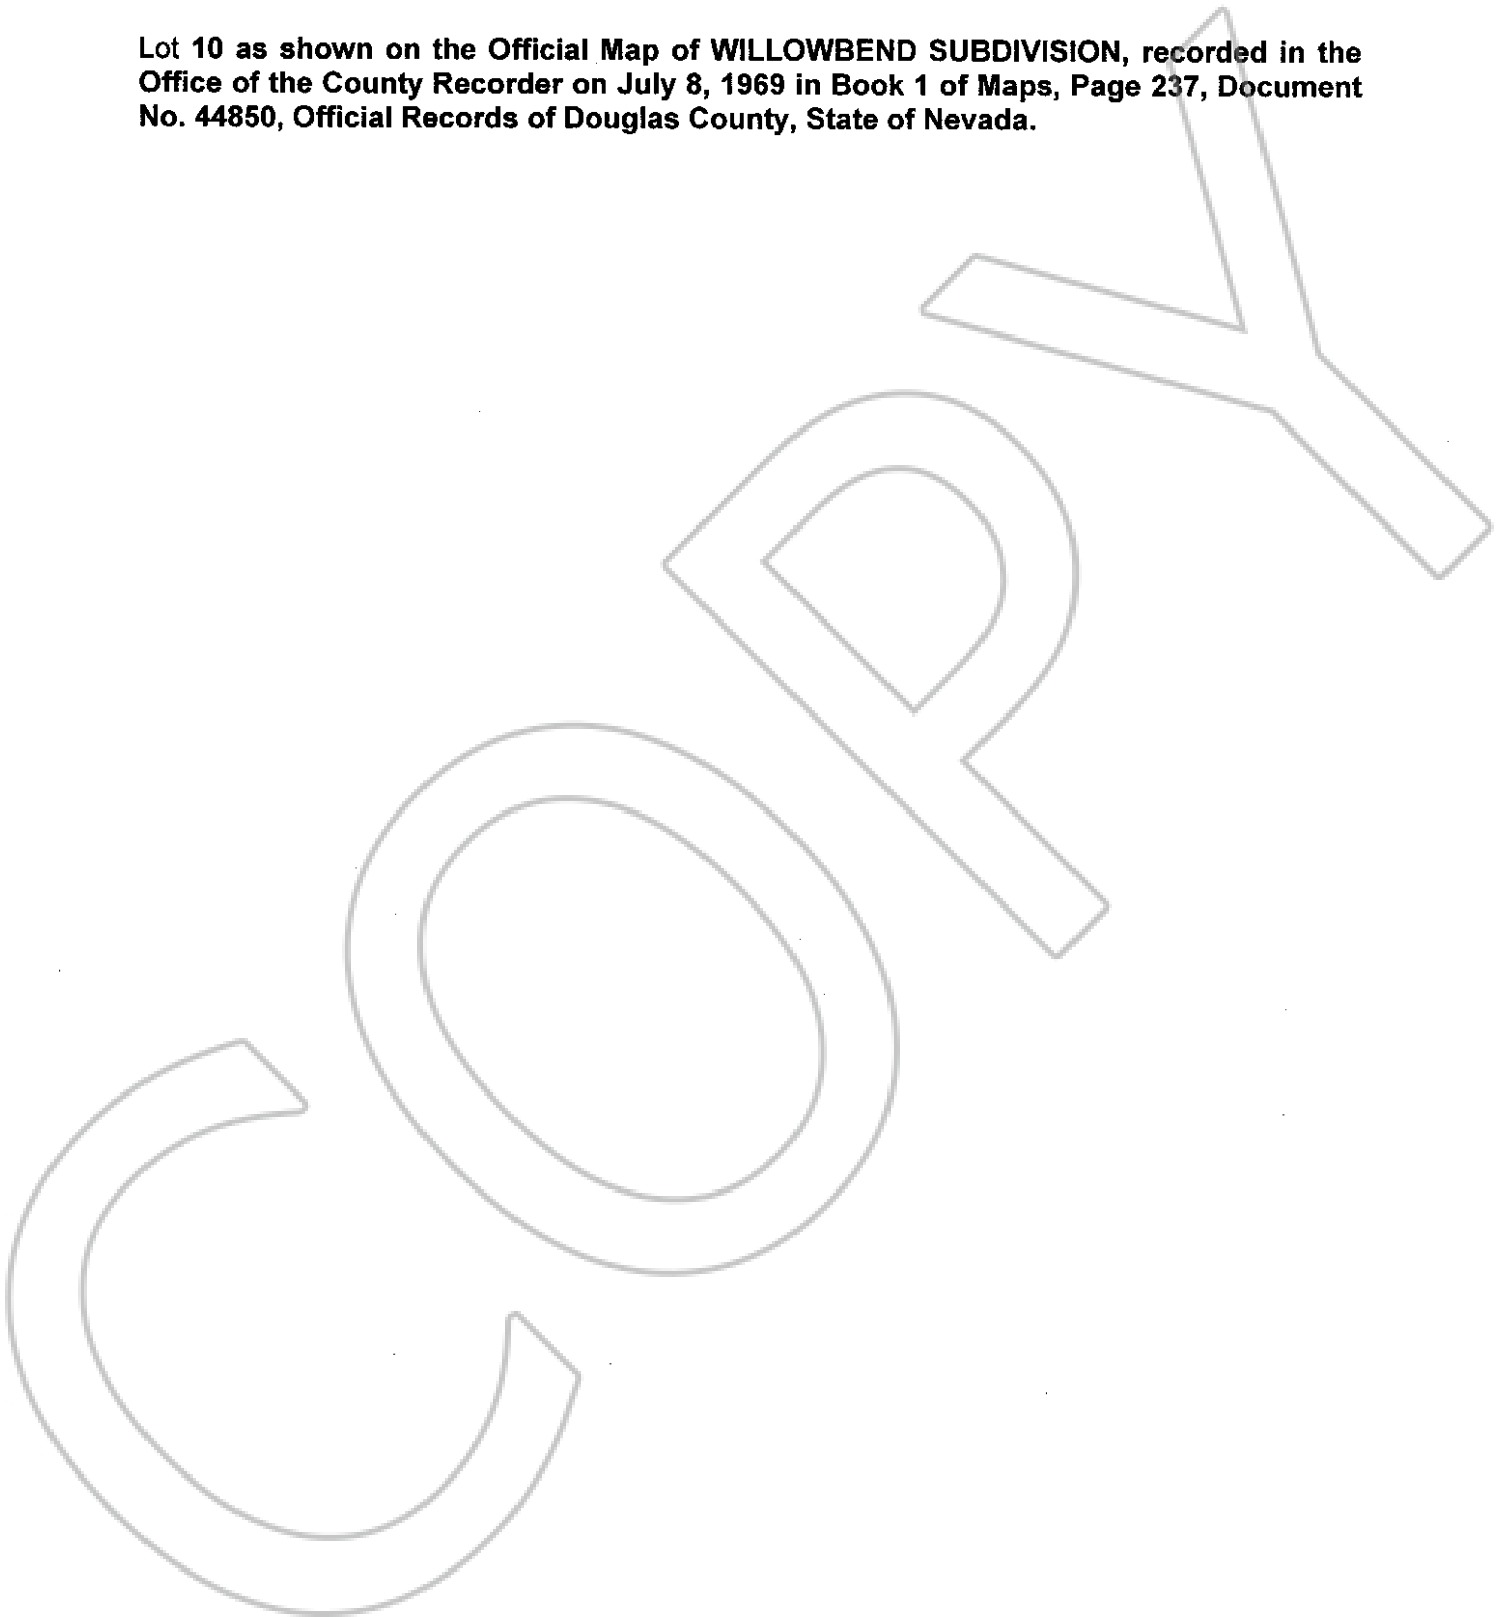 Lot 10 as shown on the Official Map of WILLOWBEND SUBDIVISION, recorded in the
Office of the County Recorder on July 8, 1969 in Book 1 of Maps, Page 237, Document
No. 44850, Official Records of Douglas County, State of Nevada.
COPY